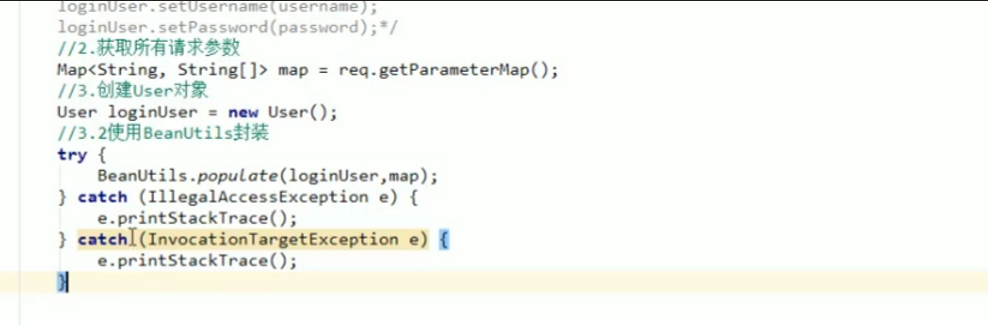 loginUser.setUsername(username);
loginUser.setPassword(password);*/
//2.获取所有请求参数
Map<String, String[]> map = req.getParameterMap();
//3.创建User对象
User loginUser = new User();
//3.2使用BeanUtils封装
try {
BeanUtils.populate(loginUser,map);
} catch (IllegalAccessException e) {
e.printStackTrace();
} catch (InvocationTargetException e) {
e.printStackTrace();
}